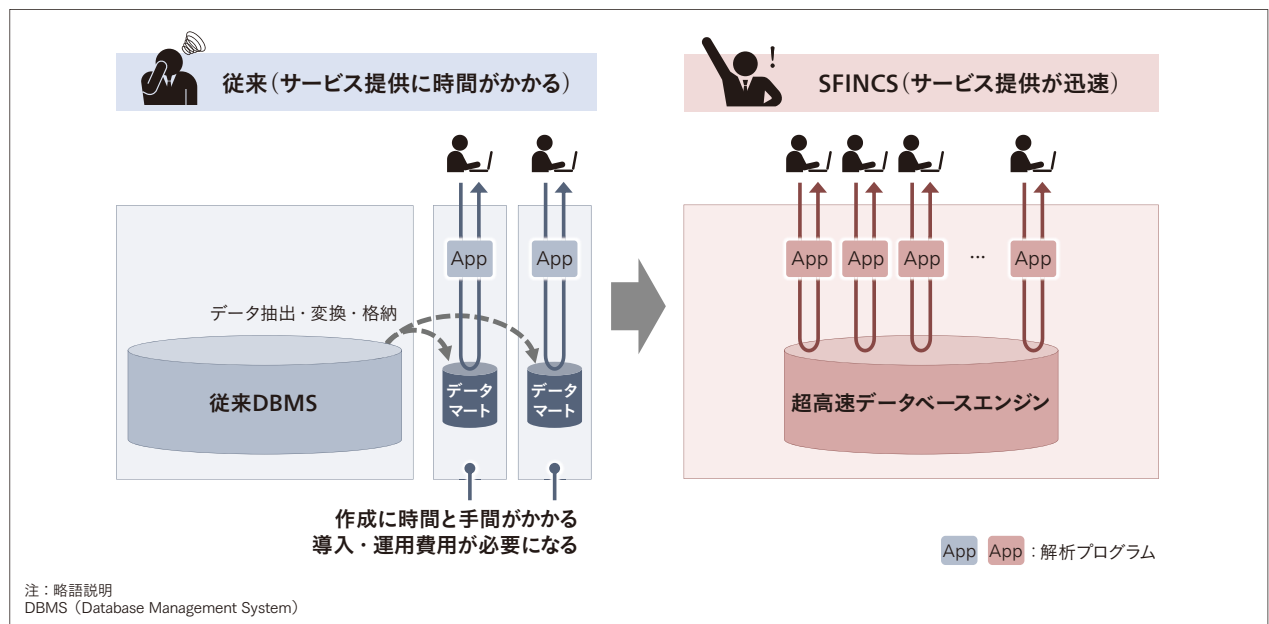 従来(サービス提供に時間がかかる)
!
SFINCS(サービス提供が迅速)
App
App
データ抽出・変換・格納
従来DBMS
データ
マート
データ
マート
作成に時間と手間がかかる
導入・運用費用が必要になる
App
App
App
…
App
超高速データベースエンジン
App App :解析プログラム
注:略語説明
DBMS(Database Management System)